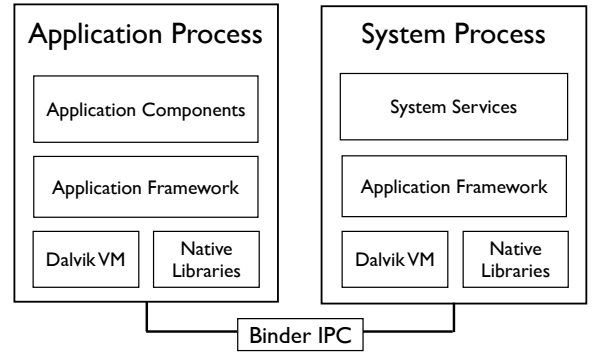 Application Process
Application Components
Application Framework
Dalvik VM
Native
Libraries
System Process
System Services
Application Framework
Dalvik VM
Native
Libraries
Binder IPC